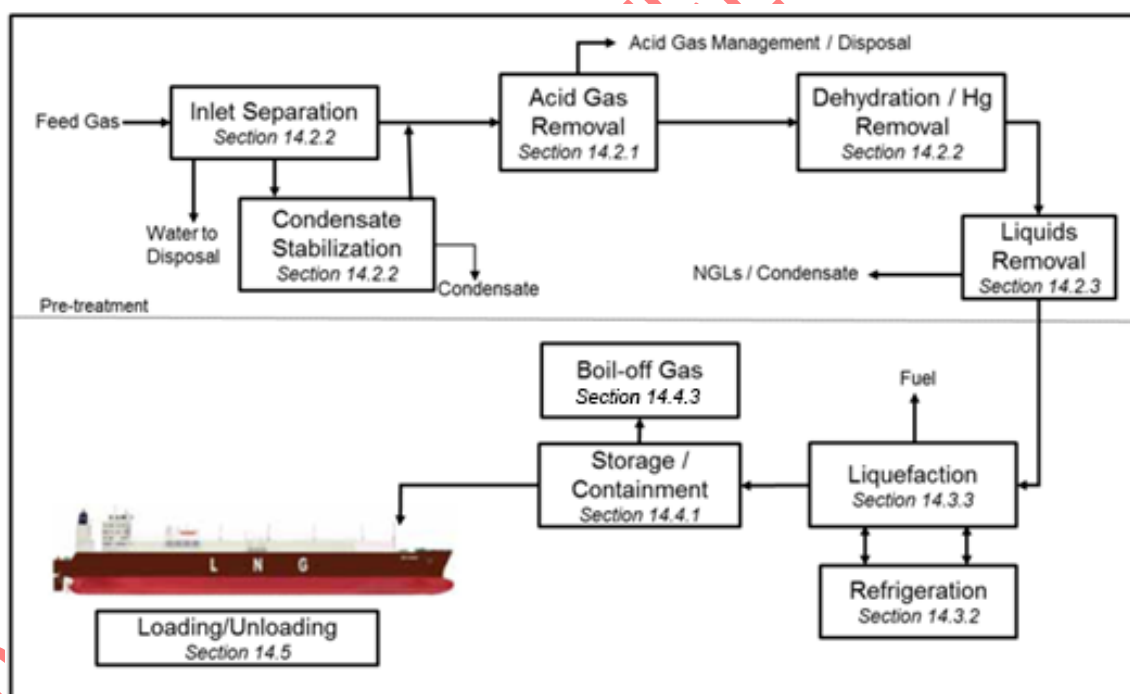 Acid Gas Management / Disposal
Feed Gas
Inlet Separation
Section 14.2.2
Acid Gas
Removal
Section 14.2.1
Dehydration / Hg
Removal
Section 14.2.2
Water to
Disposal
Condensate
Stabilization
Section 14.2.2
Condensate
NGLs / Condensate
Liquids
Removal
Section 14.2.3
Pre-treatment
Boil-off Gas
Section 14.4.3
Fuel
Storage /
Containment
Section 14.4.1
Liquefaction
Section 14.3.3
Refrigeration
Section 14.3.2
L N G
Loading/Unloading
Section 14.5